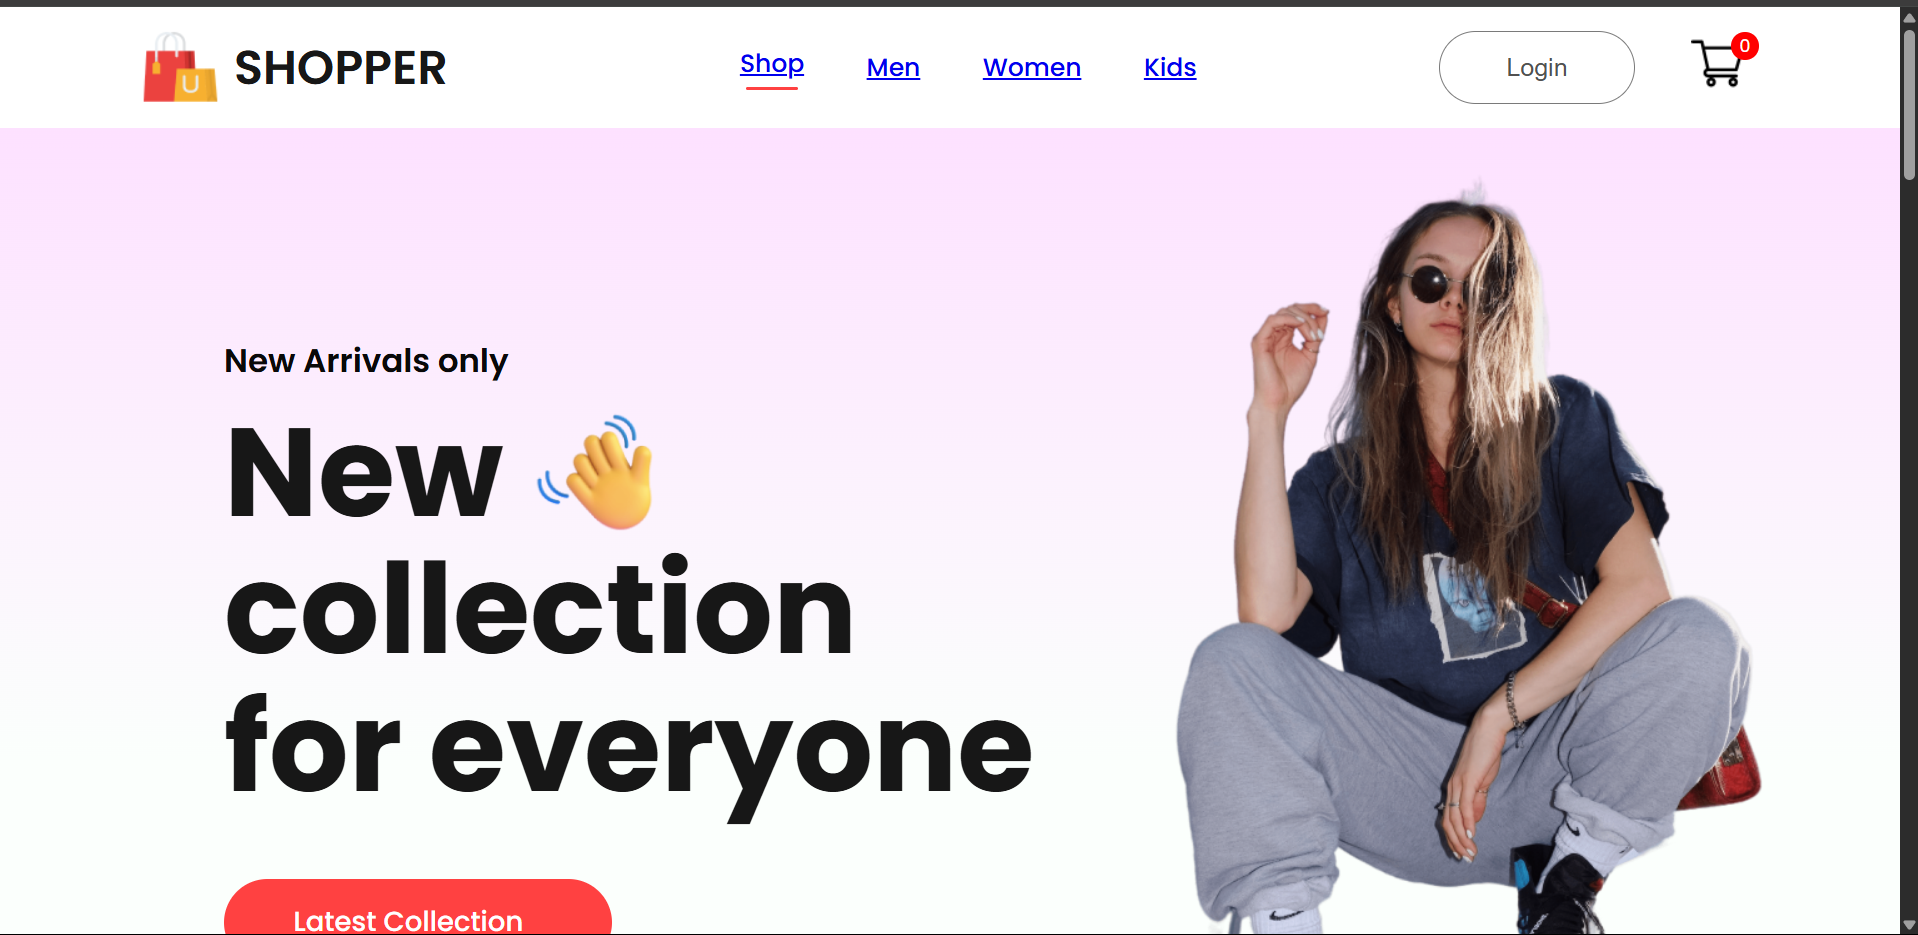 SHOPPER
Shop
Men
Women
Kids
Login
0
New Arrivals only
New
collection
for everyone
Latest Collection